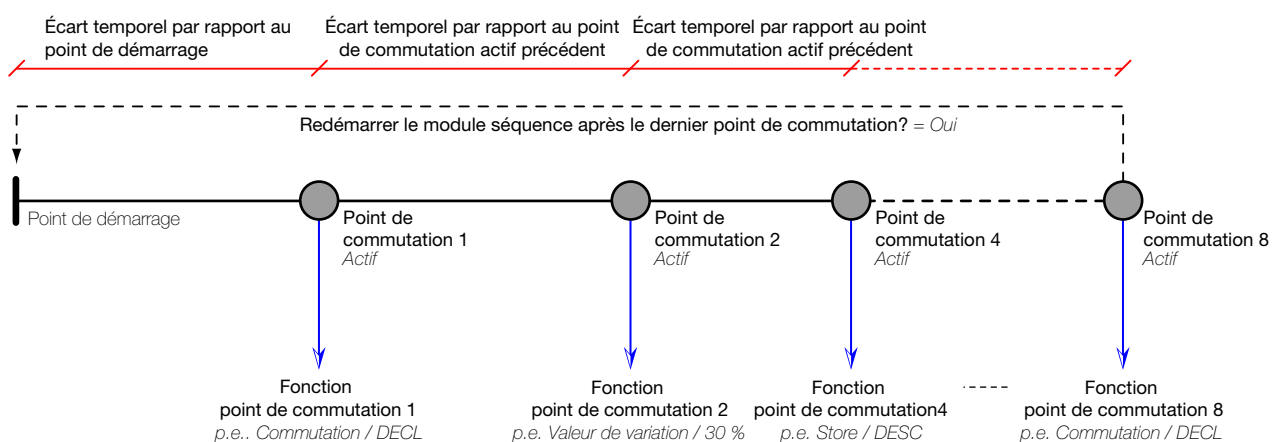 Écart temporel par rapport au
point de démarrage
Écart temporel par rapport au point
de commutation actif précédent
Écart temporel par rapport au point
de commutation actif précédent
Redémarrer le module séquence après le dernier point de commutation? = Oui
Point de démarrage
Point de
commutation 1
Actif
Point de
commutation 2
Actif
Point de
commutation 4
Actif
Point de
commutation 8
Actif
Fonction
point de commutation 1
p.e.. Commutation / DECL
Fonction
point de commutation 2
p.e. Valeur de variation / 30 %
Fonction
point de commutation4
p.e. Store / DESC
Fonction
point de commutation 8
p.e. Commutation / DECL